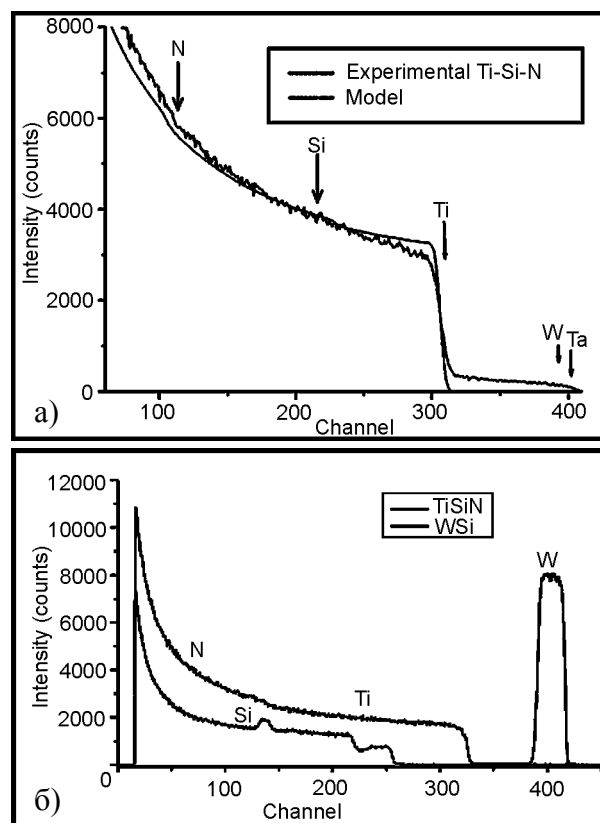 8000
6000
4000
2000
0
Intensity (counts)
N
Experimental Ti-Si-N
Model
Si
Ti
W
Ta
100
200
300
400
Channel
а)
12000
10000
8000
6000
4000
2000
0
Intensity (counts)
TiSiN
WSi
W
N
Ti
Si
0
100
200
300
400
Channel
б)